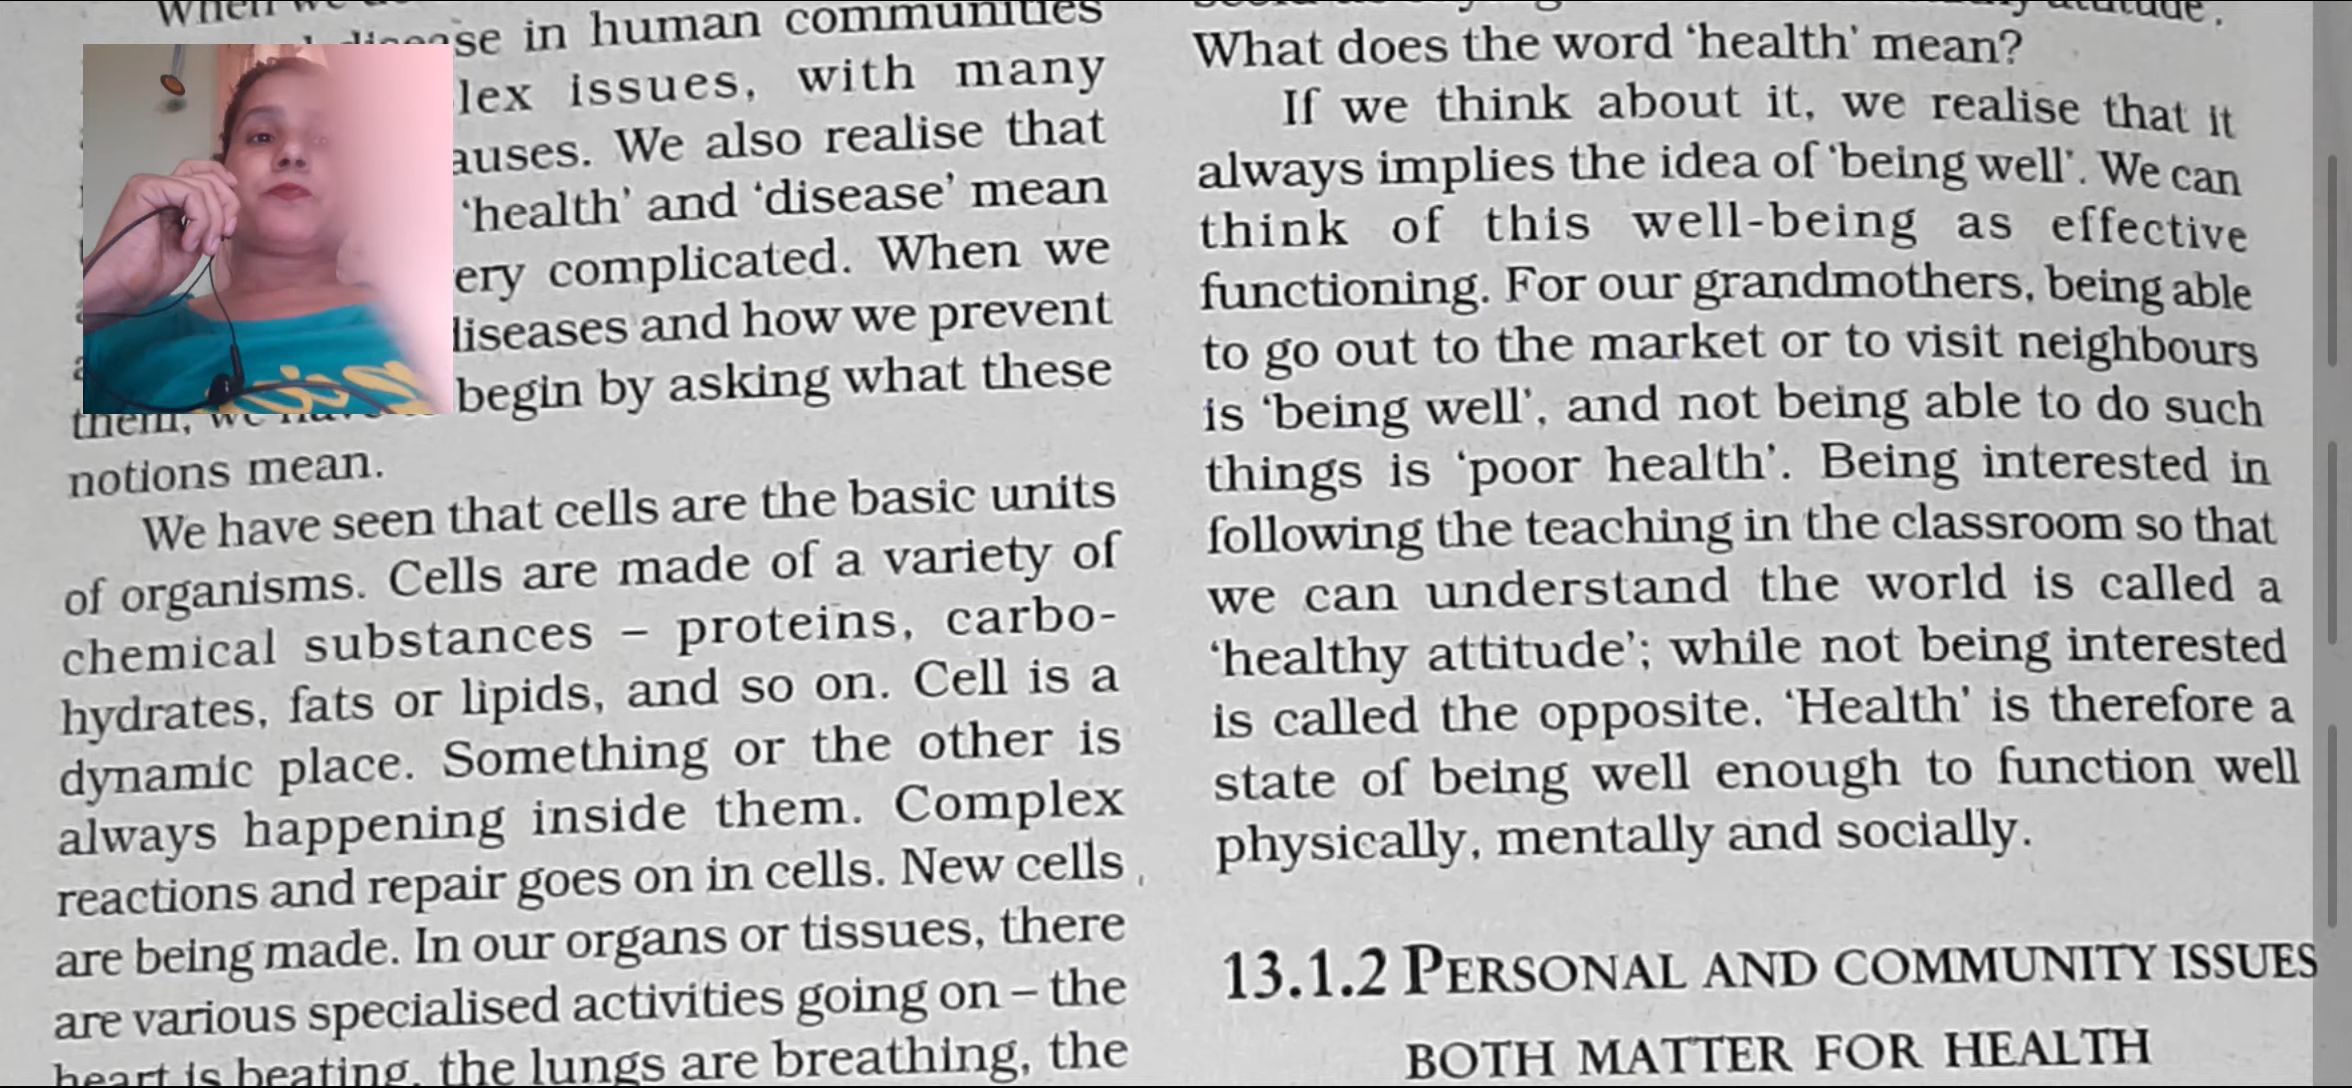 When we
disease in human communities
lex issues, with many
auses. We also realise that
'health' and 'disease' mean
ery complicated. When we
diseases and how we prevent
begin by asking what these
them, we have
notions mean.
We have seen that cells are the basic units
of organisms. Cells are made of a variety of
chemical substances – proteins, carbo-
hydrates, fats or lipids, and so on. Cell is a
dynamic place. Something or the other is
always happening inside them. Complex
reactions and repair goes on in cells. New cells
are being made. In our organs or tissues, there
are various specialised activities going on – the
heart is beating, the lungs are breathing, the
attitude'.
What does the word 'health' mean?
If we think about it, we realise that it
always implies the idea of 'being well'. We can
think of this well-being as effective
functioning. For our grandmothers, being able
to go out to the market or to visit neighbours
is 'being well', and not being able to do such
things is 'poor health'. Being interested in
following the teaching in the classroom so that
we can understand the world is called a
'healthy attitude'; while not being interested
is called the opposite. 'Health' is therefore a
state of being well enough to function well
physically, mentally and socially.
13.1.2 PERSONAL AND COMMUNITY ISSUES
BOTH MATTER FOR HEALTH